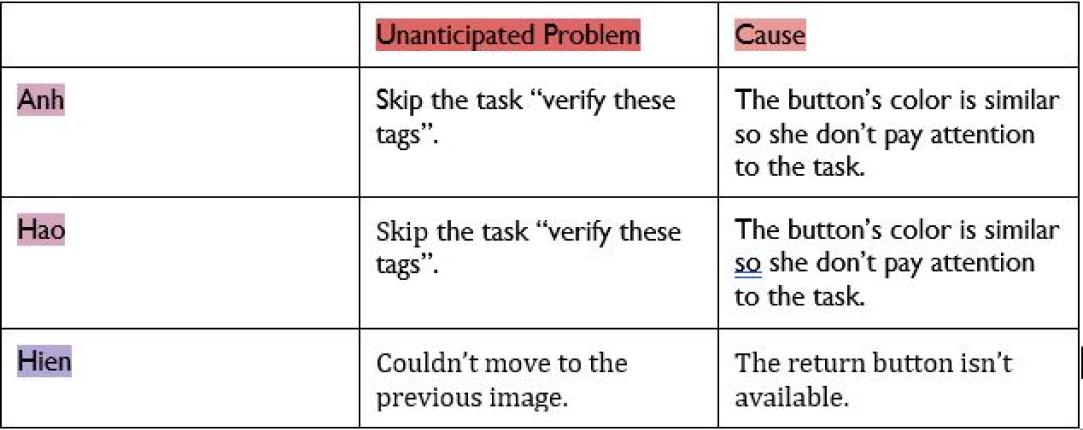 Unanticipated Problem
Cause
Anh
Skip the task “verify these
tags”.
The button’s color is similar
so she don’t pay attention
to the task.
Hao
Skip the task “verify these
tags”.
The button’s color is similar
so she don’t pay attention
to the task.
Hien
Couldn’t move to the
previous image.
The return button isn’t
available.